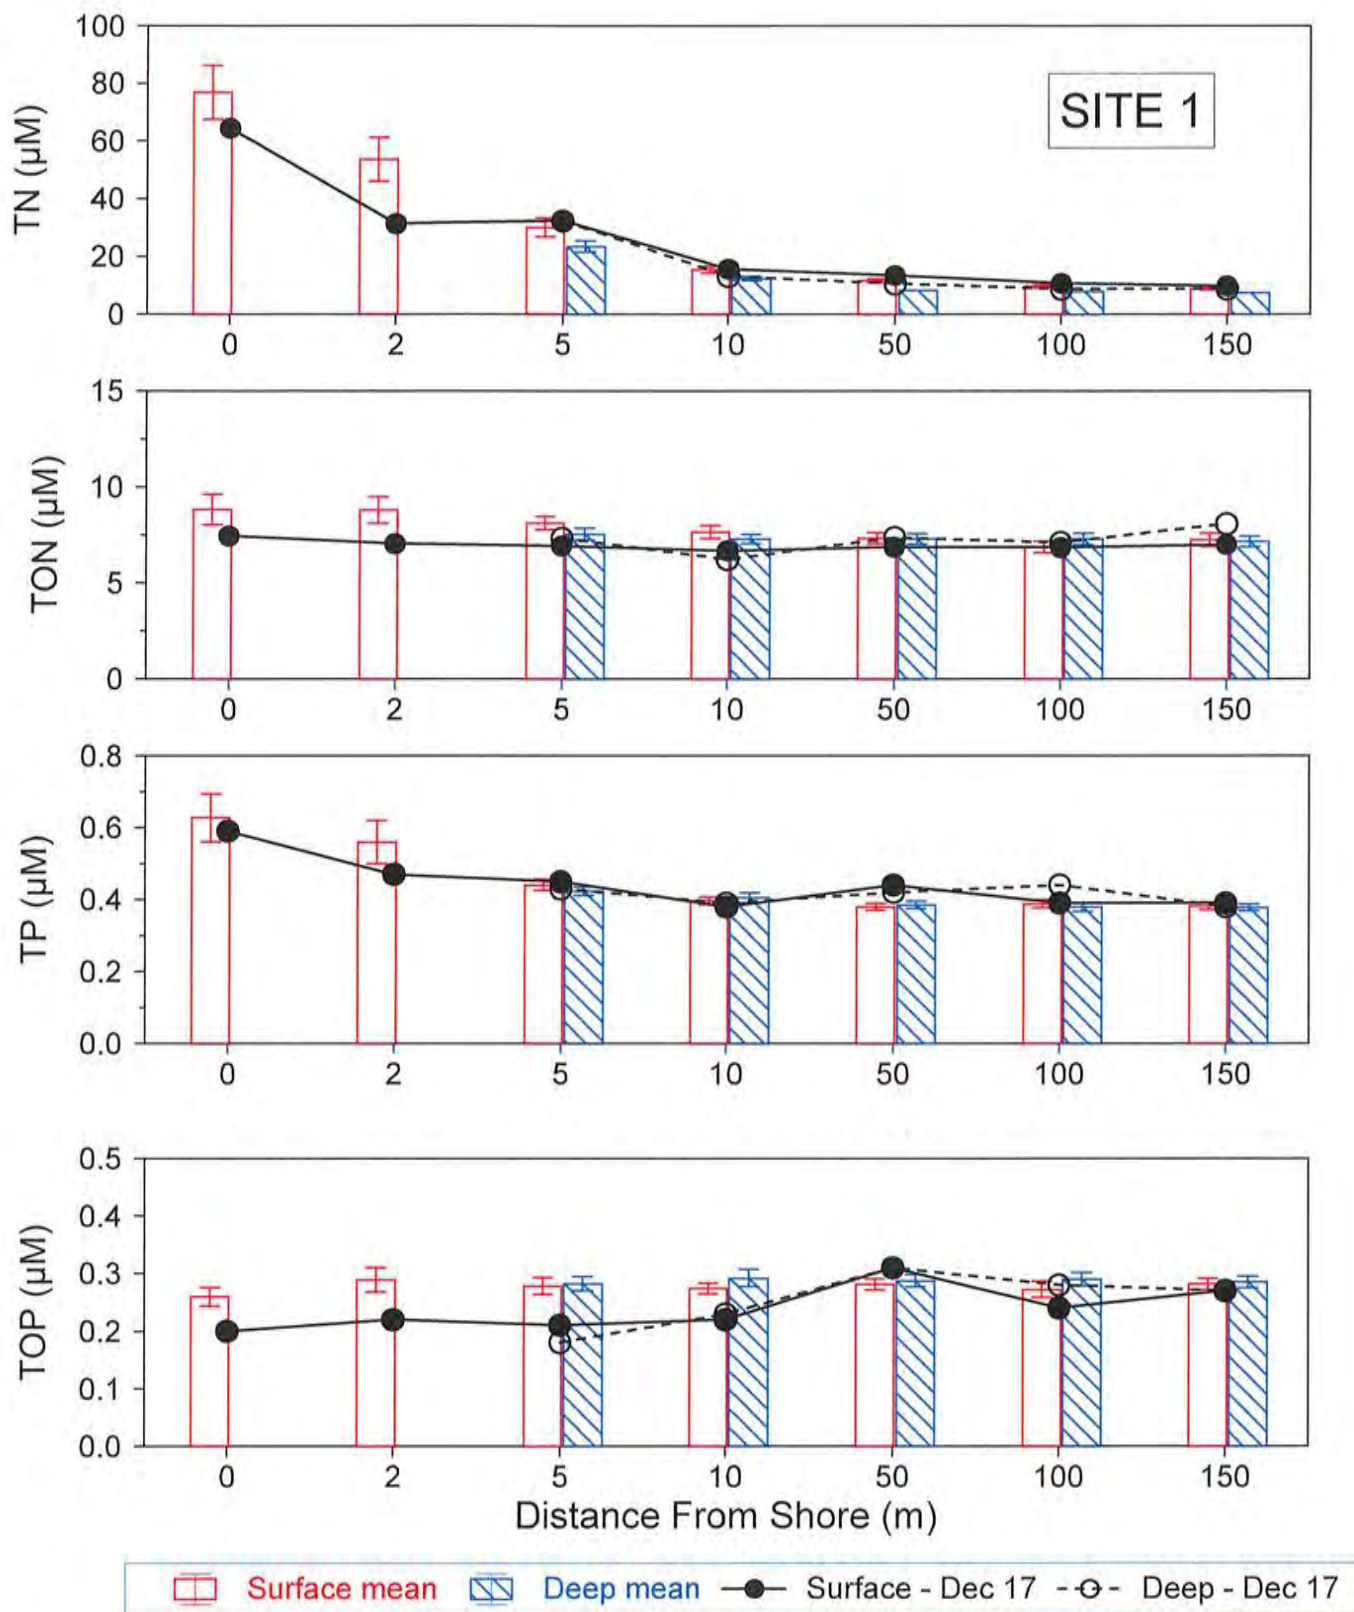 SITE 1
TN (µM)
100
80
60
40
20
0
0 2 5 10 50 100 150
TON (µM)
15
10
5
0
0 2 5 10 50 100 150
TP (µM)
0.8
0.6
0.4
0.2
0.0
0 2 5 10 50 100 150
TOP (µM)
0.5
0.4
0.3
0.2
0.1
0.0
0 2 5 10 50 100 150
Distance From Shore (m)
Surface mean Deep mean Surface - Dec 17 Deep - Dec 17